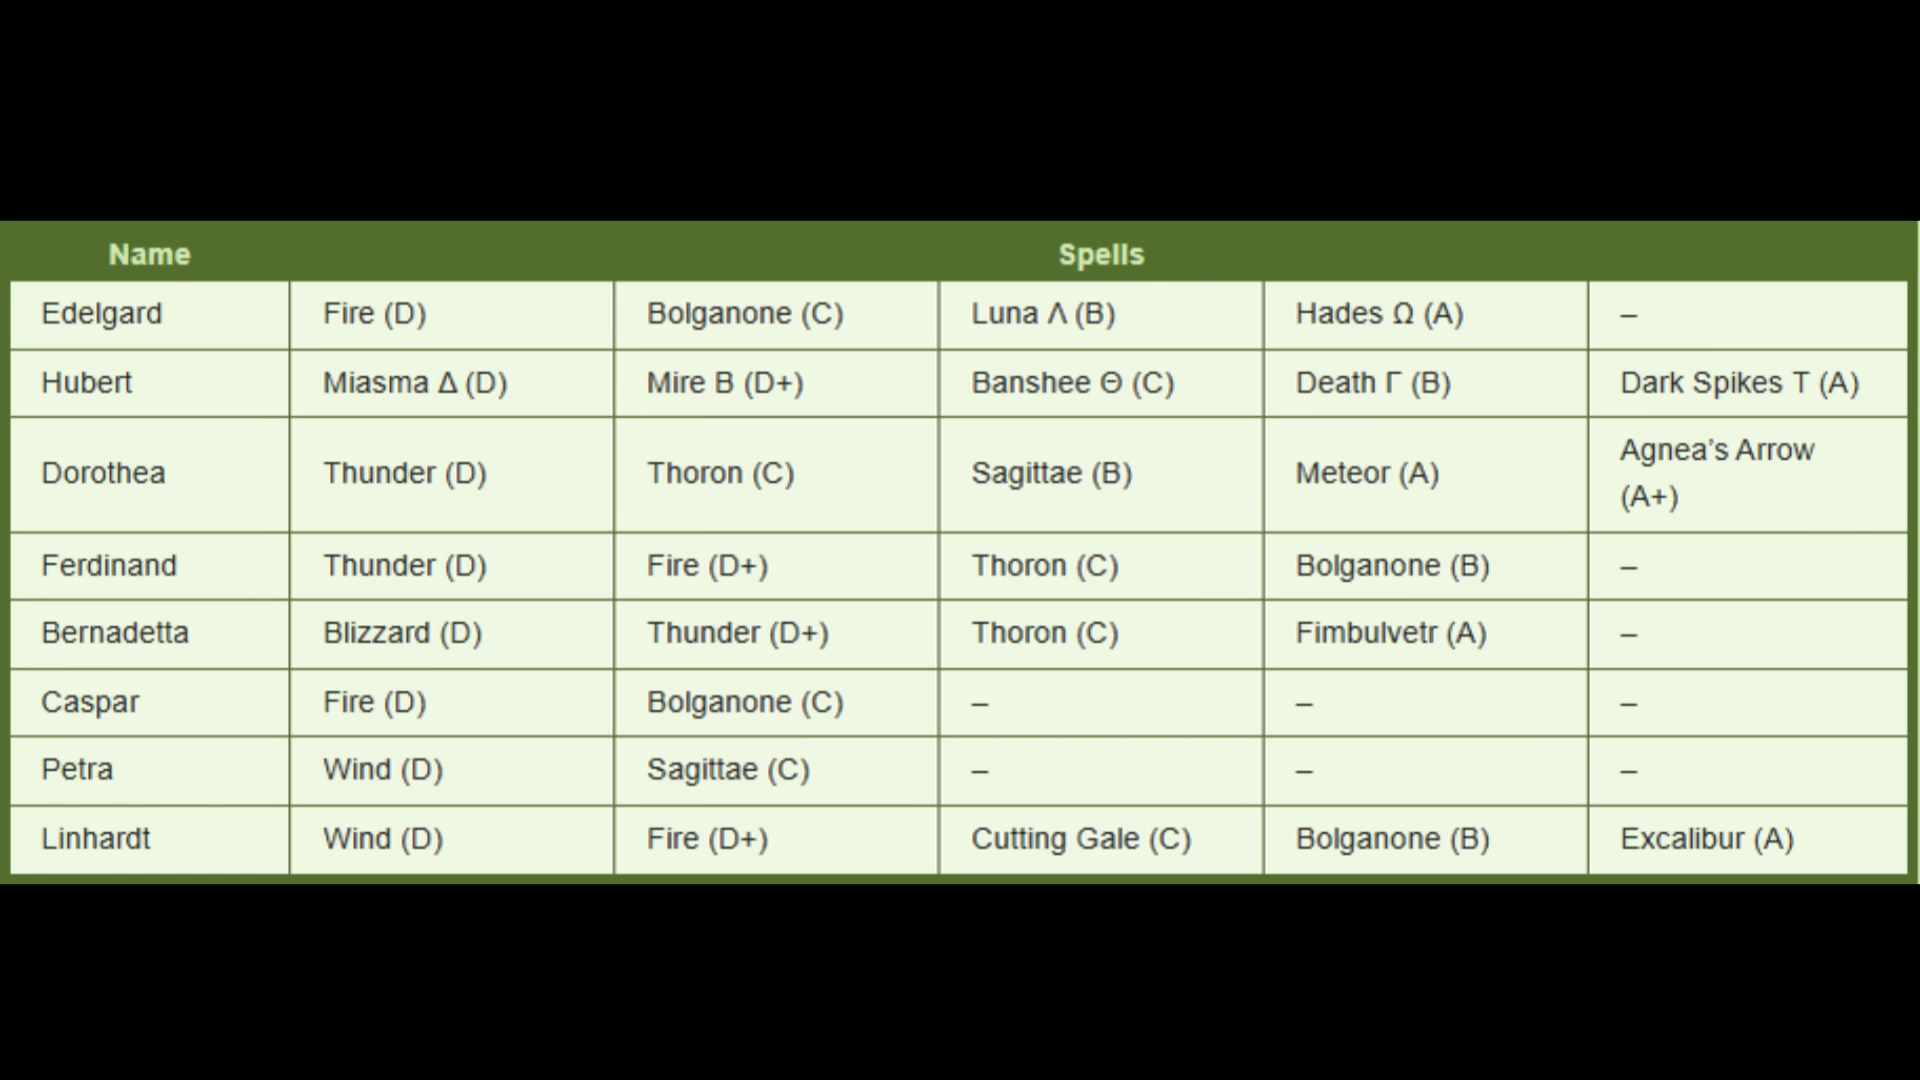 Name Spells
Edelgard Fire (D) Bolganone (C) Luna Λ (B) Hades Ω (A) –
Hubert Miasma Δ (D) Mire B (D+) Banshee Θ (C) Death Γ (B) Dark Spikes T (A)
Dorothea Thunder (D) Thoron (C) Sagittae (B) Meteor (A) Agnea’s Arrow
(A+)
Ferdinand Thunder (D) Fire (D+) Thoron (C) Bolganone (B) –
Bernadetta Blizzard (D) Thunder (D+) Thoron (C) Fimbulvetr (A) –
Caspar Fire (D) Bolganone (C) – – –
Petra Wind (D) Sagittae (C) – – –
Linhardt Wind (D) Fire (D+) Cutting Gale (C) Bolganone (B) Excalibur (A)